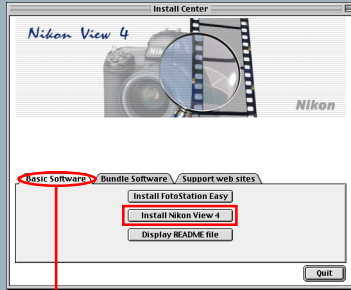 Install Center
Nikon View 4
Nikon
Basic Software Bundle Software Support web sites
Install FotoStation Easy
Install Nikon View 4
Display README file
Quit